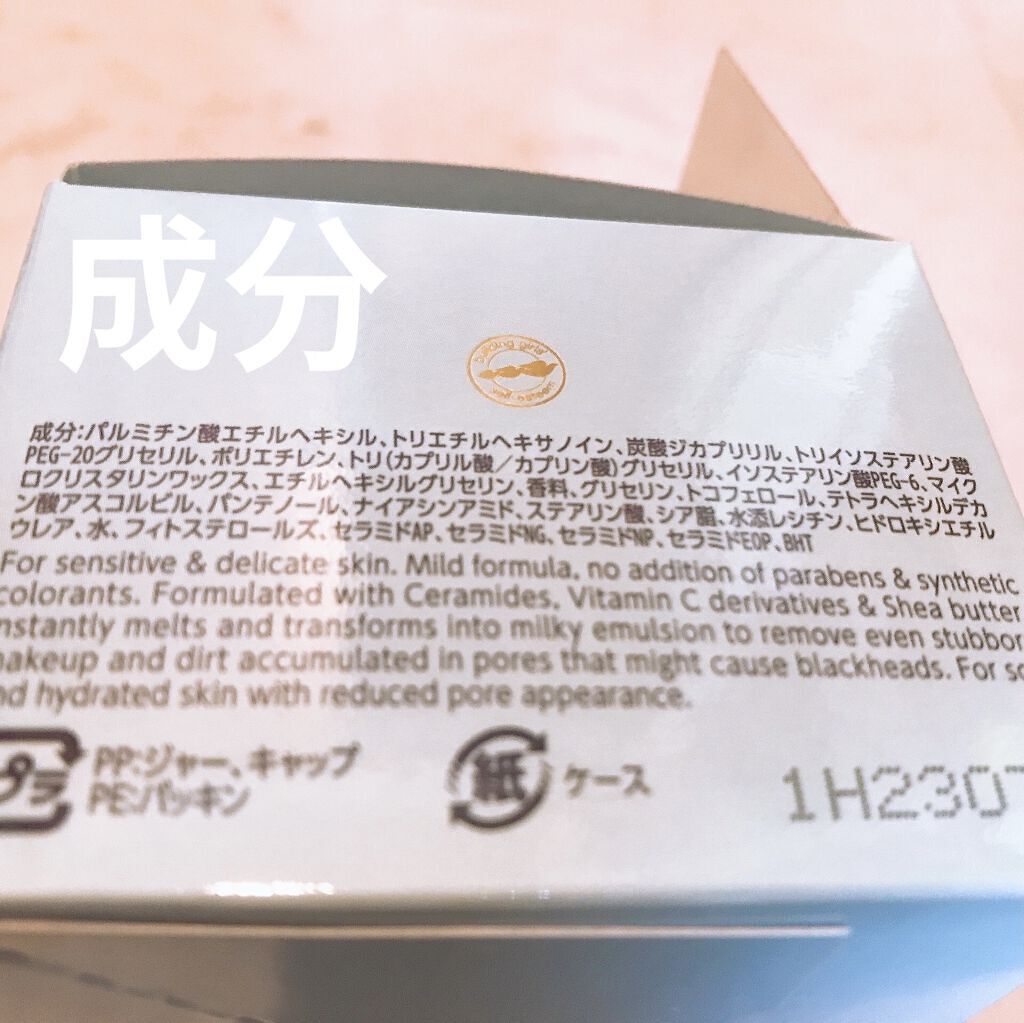 成分
building girls'
self-esteem
成分:パルミチン酸エチルヘキシル、トリエチルヘキサノイン、炭酸ジカプリリル、トリイソステアリン酸
PEG-20グリセリル、ポリエチレン、トリ(カプリル酸／カプリン酸)グリセリル、イソステアリン酸PEG-6、マイク
ロクリスタリンワックス、エチルヘキシルグリセリン、香料、グリセリン、トコフェロール、テトラヘキシルデカ
ン酸アスコルビル、パンテノール、ナイアシンアミド、ステアリン酸、シア脂、水添レシチン、ヒドロキシエチル
ウレア、水、フィトステロールズ、セラミドAP、セラミドNG、セラミドNP、セラミドEOP、BHT
For sensitive & delicate skin. Mild formula, no addition of parabens & synthetic
colorants. Formulated with Ceramides, Vitamin C derivatives & Shea butter
nstantly melts and transforms into milky emulsion to remove even stubbor
makeup and dirt accumulated in pores that might cause blackheads. For so
nd hydrated skin with reduced pore appearance.
プラ
PP:ジャー、キャップ
PE:パッキン
紙
ケース
1H2307